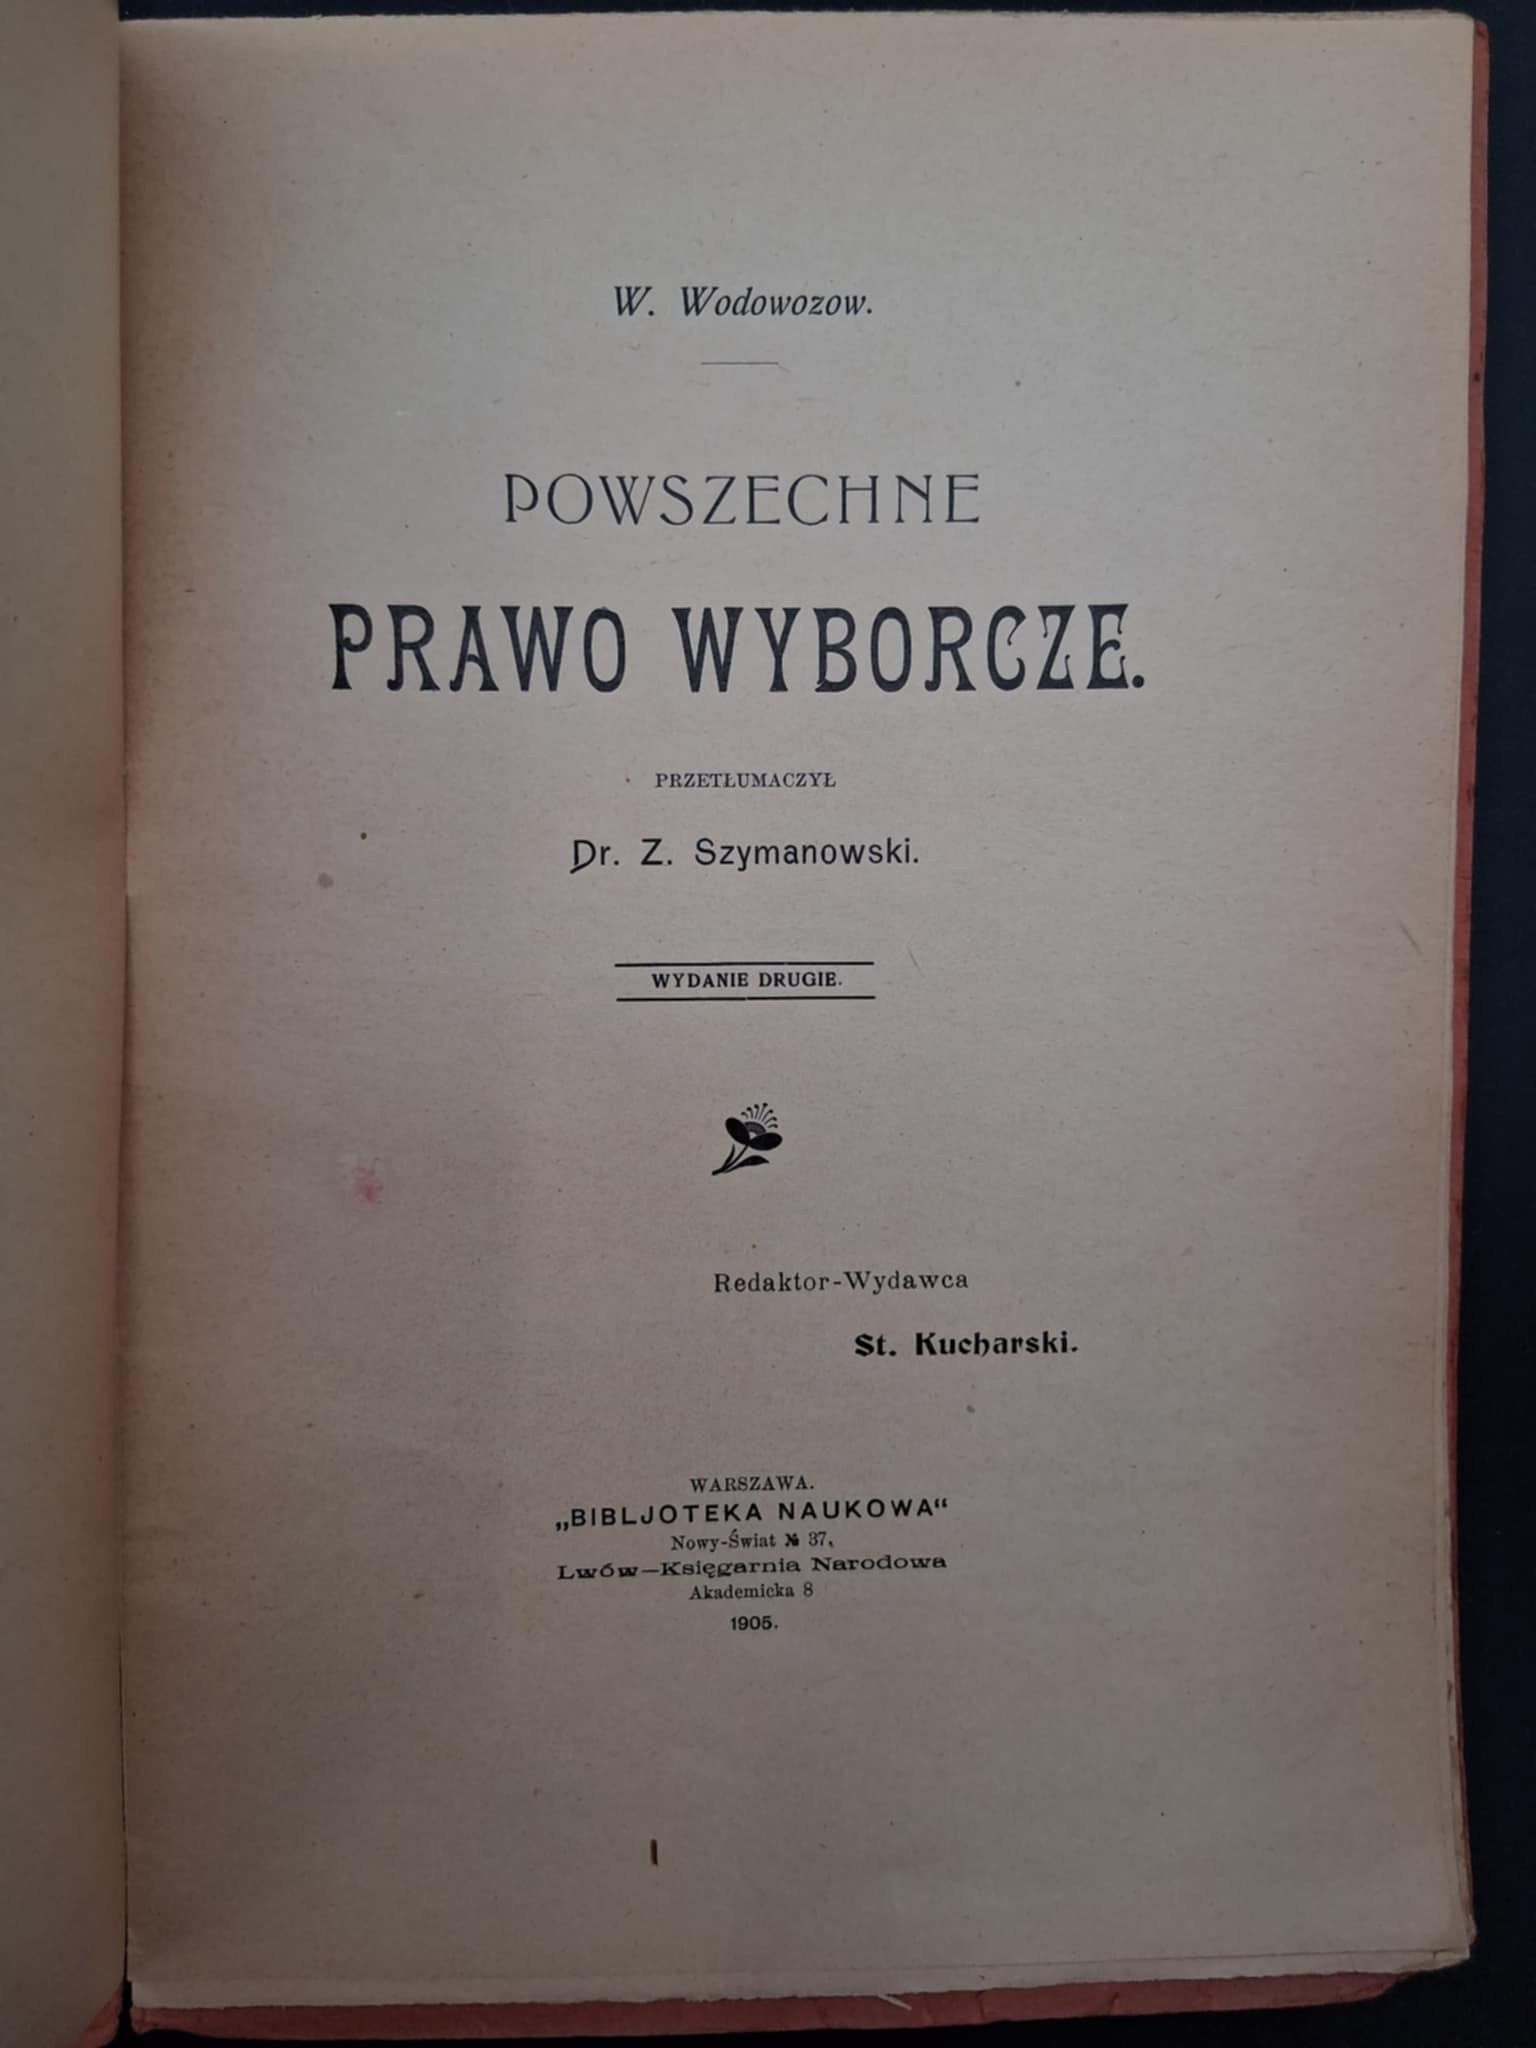 W. Wodowozow.
POWSZECHNE
PRAWO WYBORCZE.
PRZETŁUMACZYŁ
Dr. Z. Szymanowski.
WYDANIE DRUGIE.
Redaktor-Wydawca
St. Kucharski.
WARSZAWA.
„BIBLJOTEKA NAUKOWA“
Nowy-Świat № 37,
Lwów—Księgarnia Narodowa
Akademicka 8
1905.